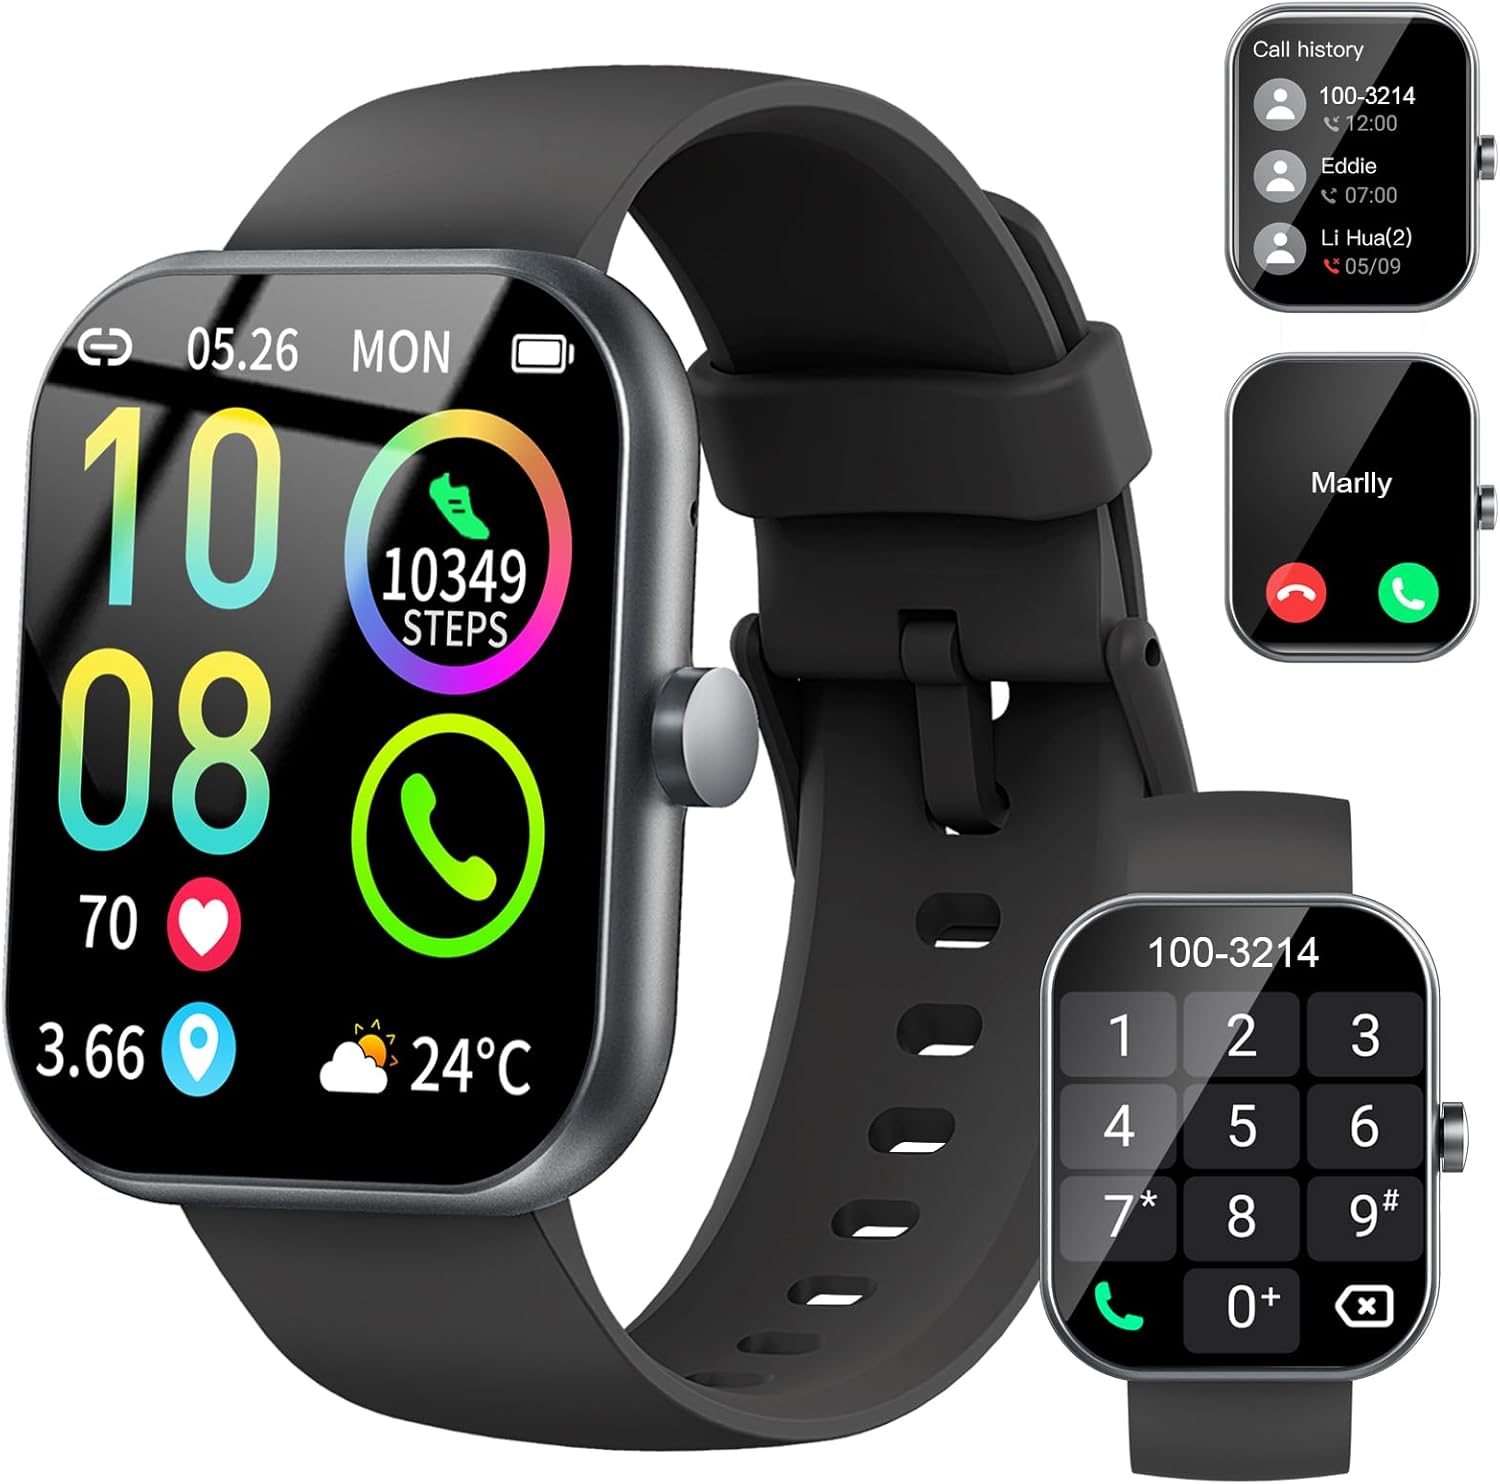 05.26 MON
10
08
10349
STEPS
70
3.66
24°C
Call history
100-3214
12:00
Eddie
07:00
Li Hua(2)
05/09
Marlly
100-3214
1 2 3
4 5 6
7* 8 9#
0+